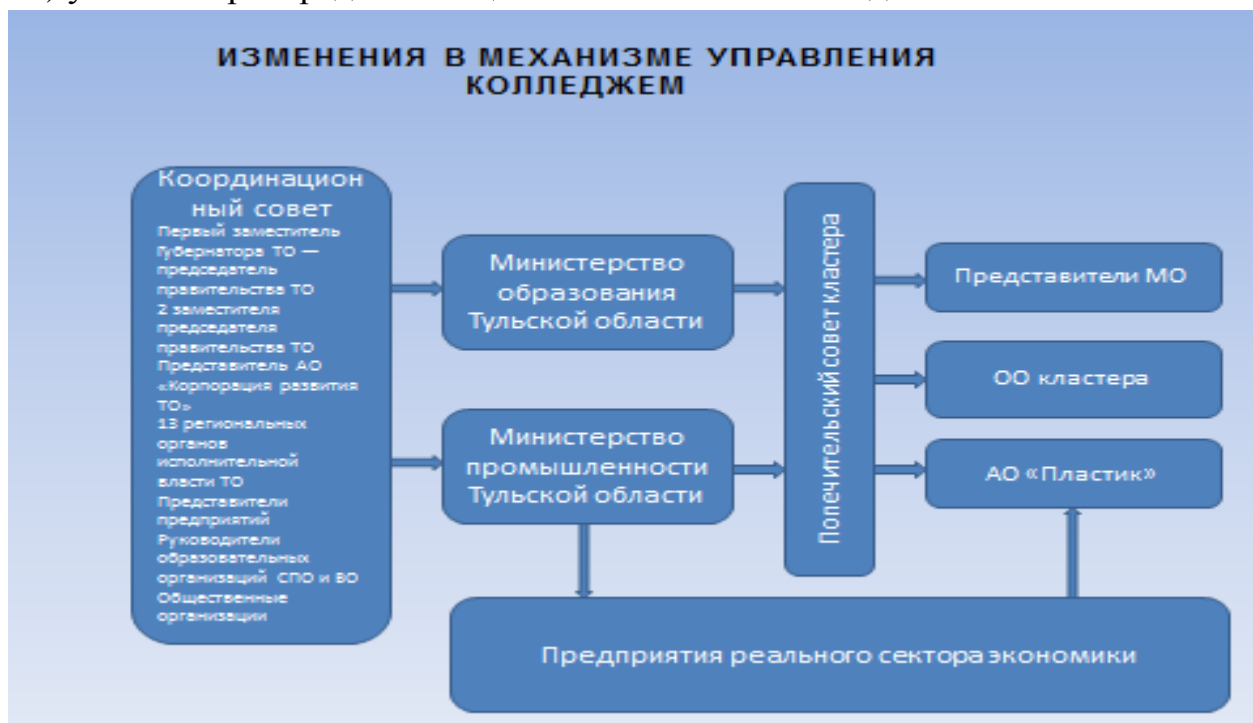 ИЗМЕНЕНИЯ В МЕХАНИЗМЕ УПРАВЛЕНИЯ
КОЛЛЕДЖЕМ
Координацион
ный совет
Первый заместитель
Губернатора ТО —
председатель
правительства ТО
2 заместителя
председателя
правительства ТО
Представитель АО
«Корпорация развития
ТО»
13 региональных
органов
исполнительной
власти ТО
Представители
предприятий
Руководители
образовательных
организаций СПО и ВО
Общественные
организации
Министерство
образования
Тульской области
Министерство
промышленности
Тульской области
Попечительский совет кластера
Представители МО
ОО кластера
АО «Пластик»
Предприятия реального сектора экономики